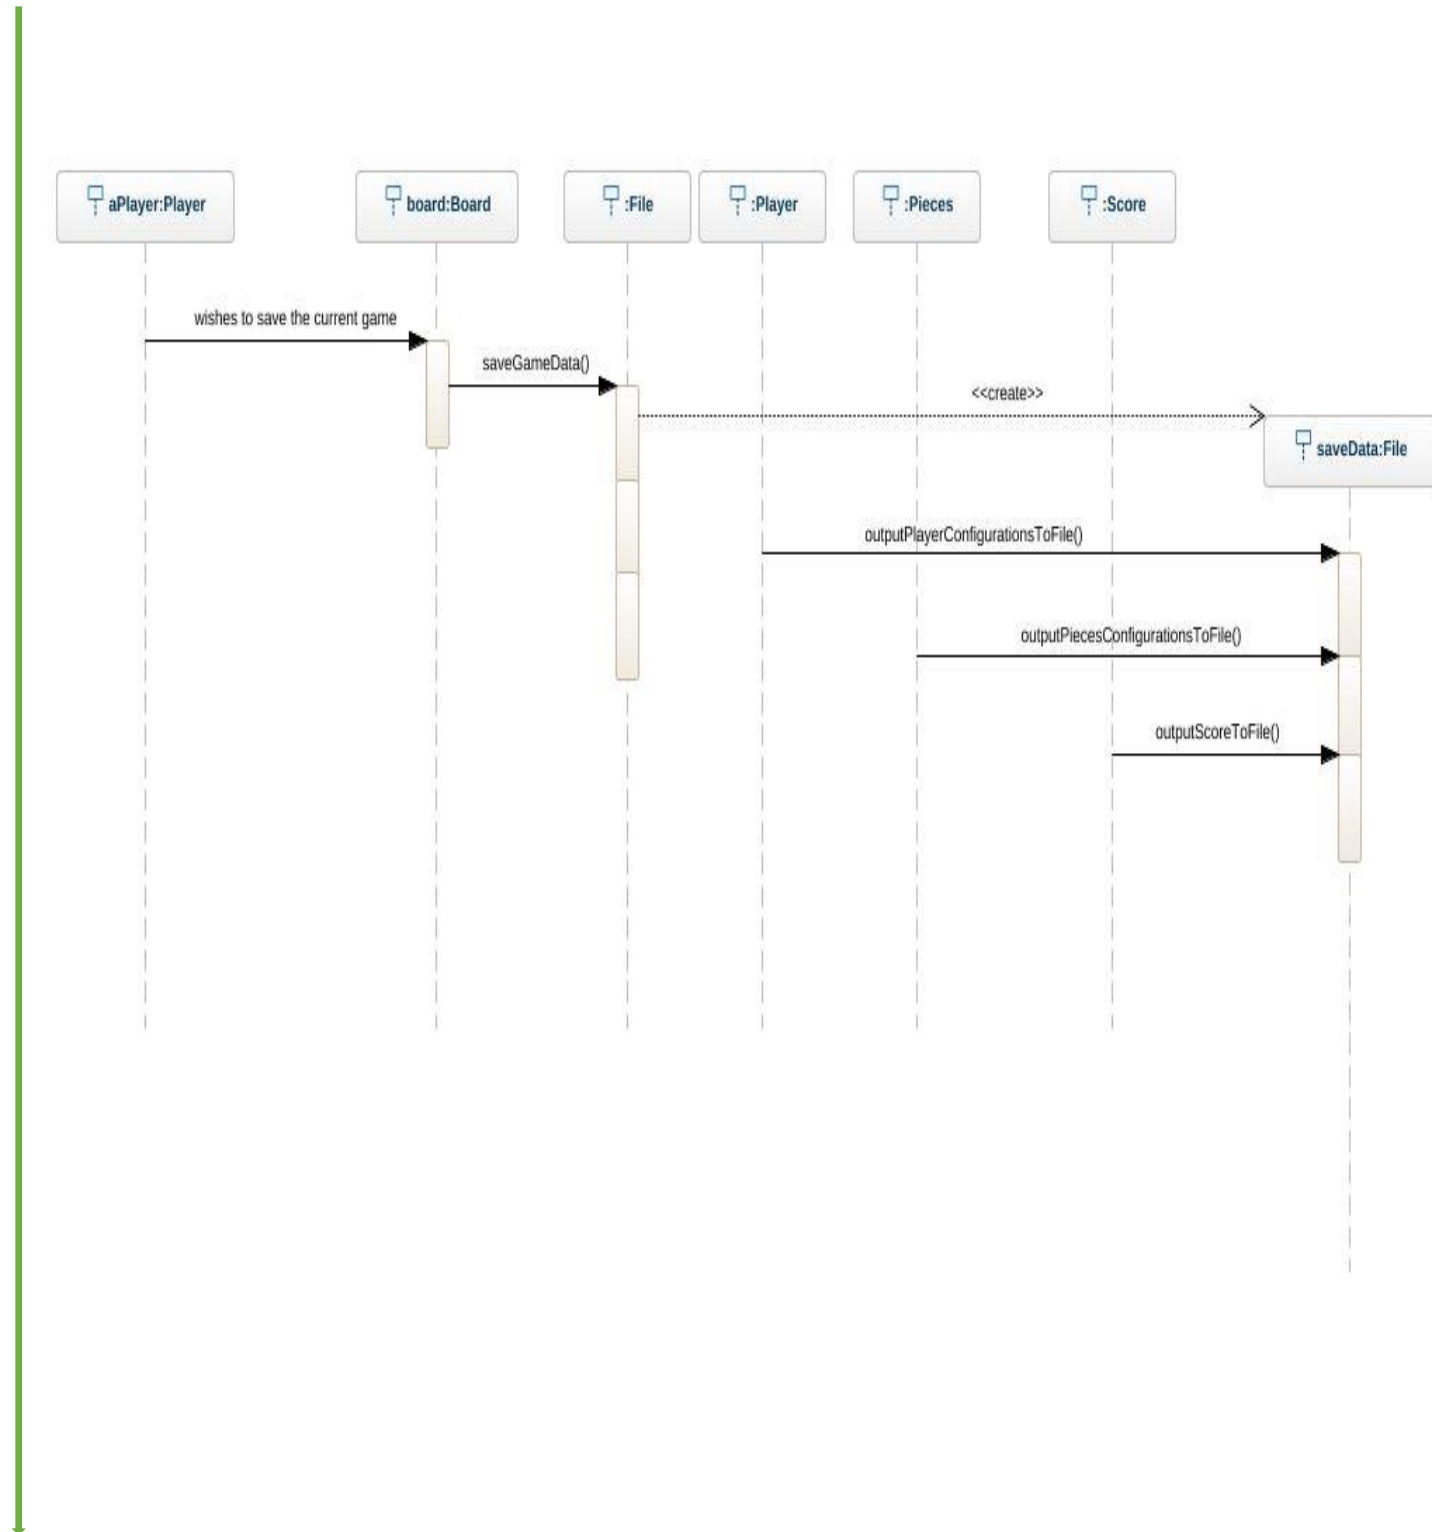 aPlayer:Player
board:Board
:File
:Player
:Pieces
:Score
wishes to save the current game
saveGameData()
<<create>>
saveData:File
outputPlayerConfigurationsToFile()
outputPiecesConfigurationsToFile()
outputScoreToFile()